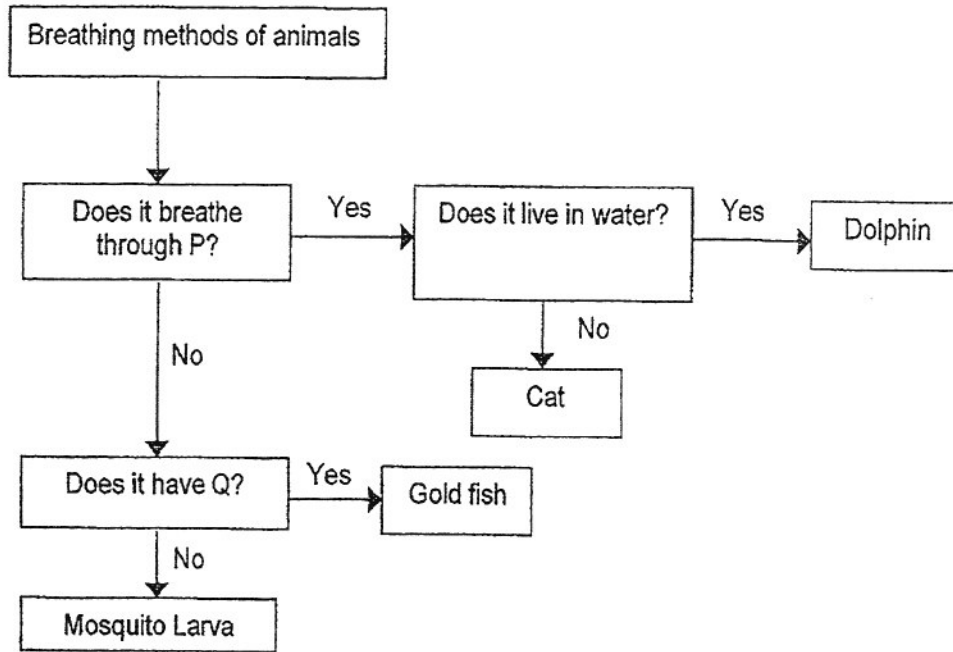 Breathing methods of animals
Does it breathe
through P?
Yes
Does it live in water?
Yes
Dolphin
No
No
Cat
Does it have Q?
Yes
Gold fish
No
Mosquito Larva